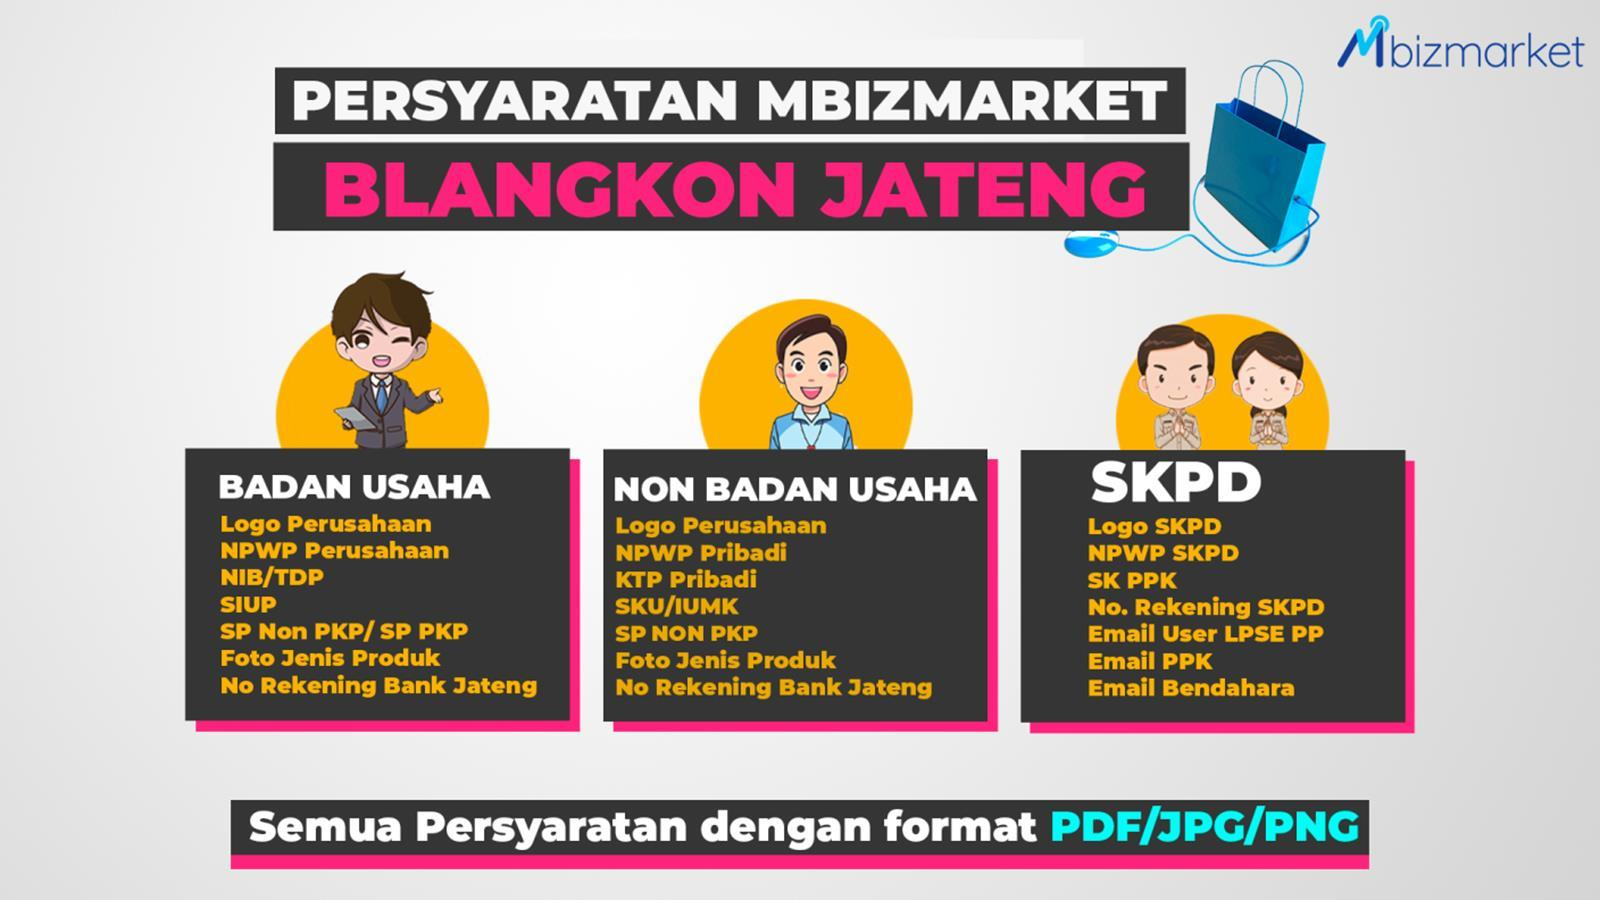 Mbizmarket
PERSYARATAN MBIZMARKET
BLANGKON JATENG
BADAN USAHA
Logo Perusahaan
NPWP Perusahaan
NIB/TDP
SIUP
SP Non PKP/ SP PKP
Foto Jenis Produk
No Rekening Bank Jateng
NON BADAN USAHA
Logo Perusahaan
NPWP Pribadi
KTP Pribadi
SKU/IUMK
SP NON PKP
Foto Jenis Produk
No Rekening Bank Jateng
SKPD
Logo SKPD
NPWP SKPD
SK PPK
No. Rekening SKPD
Email User LPSE PP
Email PPK
Email Bendahara
Semua Persyaratan dengan format PDF/JPG/PNG